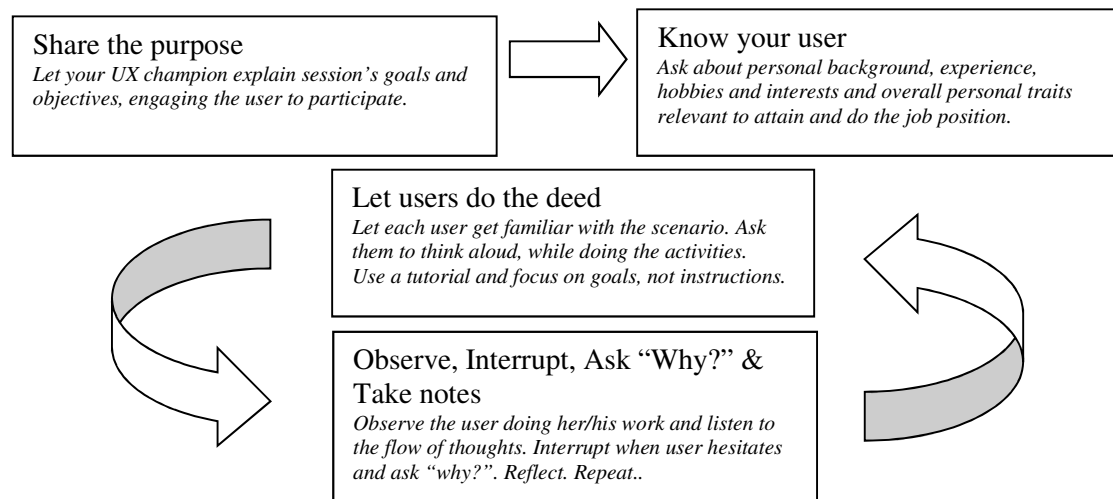 Share the purpose
Let your UX champion explain session's goals and
objectives, engaging the user to participate.
Know your user
Ask about personal background, experience,
hobbies and interests and overall personal traits
relevant to attain and do the job position.
Let users do the deed
Let each user get familiar with the scenario. Ask
them to think aloud, while doing the activities.
Use a tutorial and focus on goals, not instructions.
Observe, Interrupt, Ask “Why?” &
Take notes
Observe the user doing her/his work and listen to
the flow of thoughts. Interrupt when user hesitates
and ask “why?”. Reflect. Repeat..